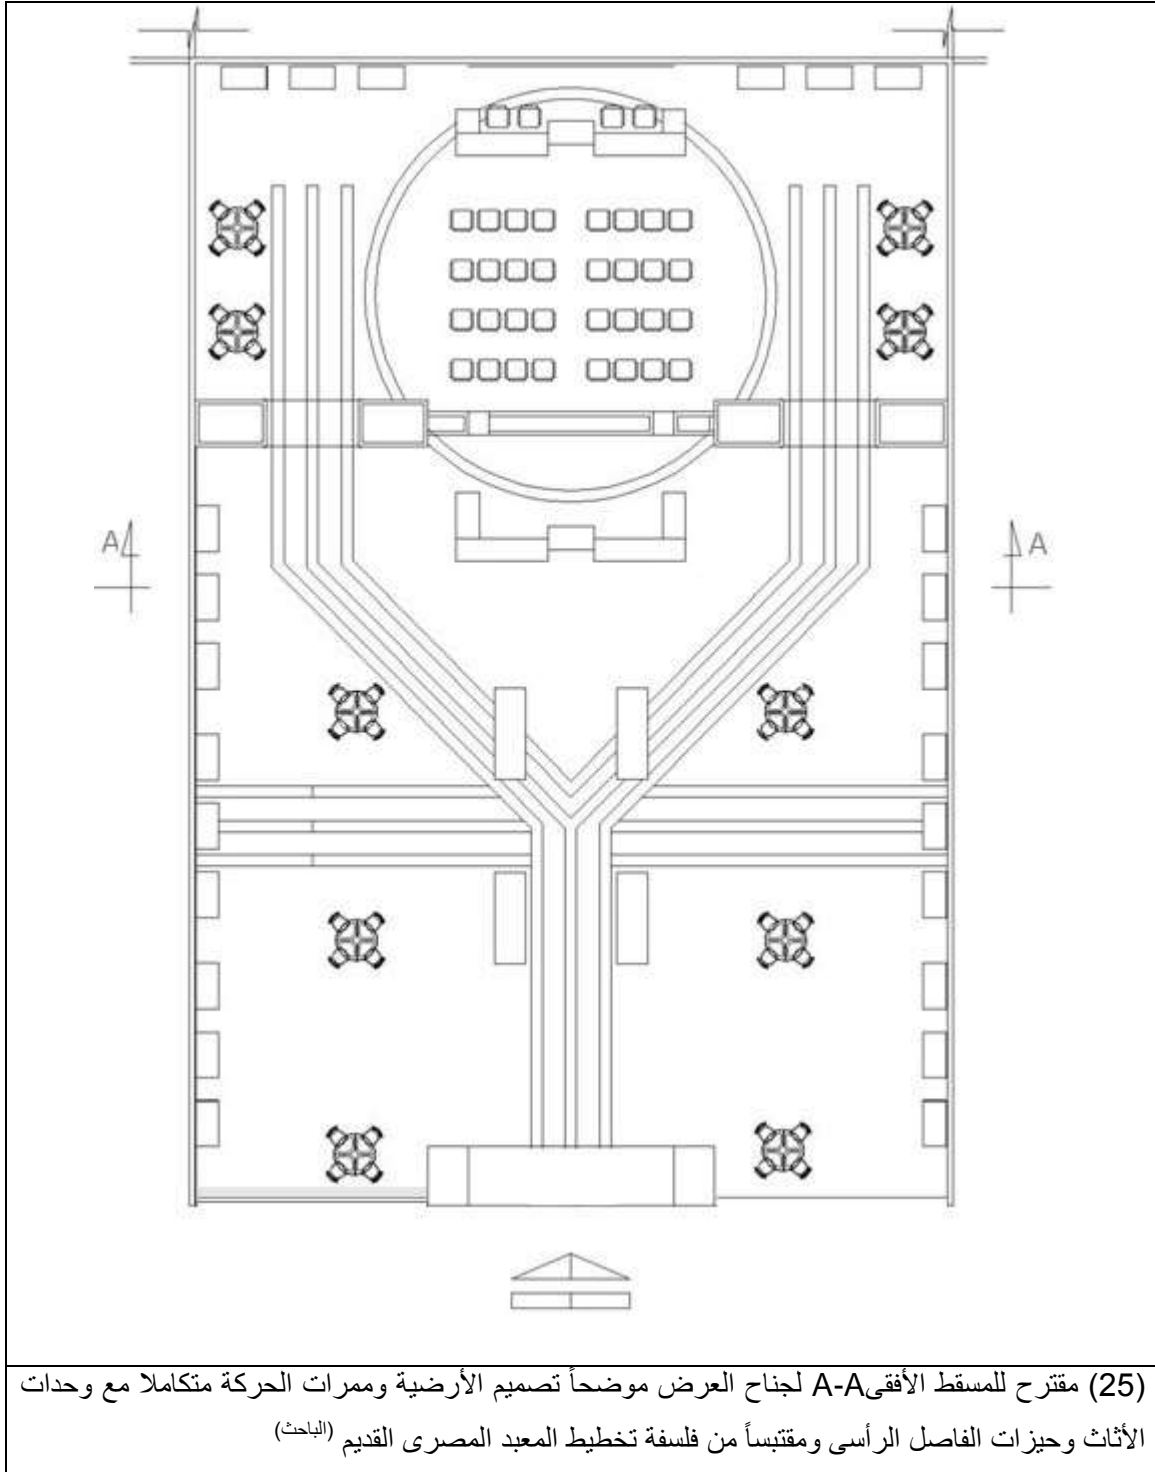 A A
(25) مقترح للمسقط الأفقىA-A لجناح العرض موضحاً تصميم الأرضية وممرات الحركة متكاملا مع وحدات
الأثاث وحيزات الفاصل الرأسى ومقتبساً من فلسفة تخطيط المعبد المصرى القديم (الباحث)